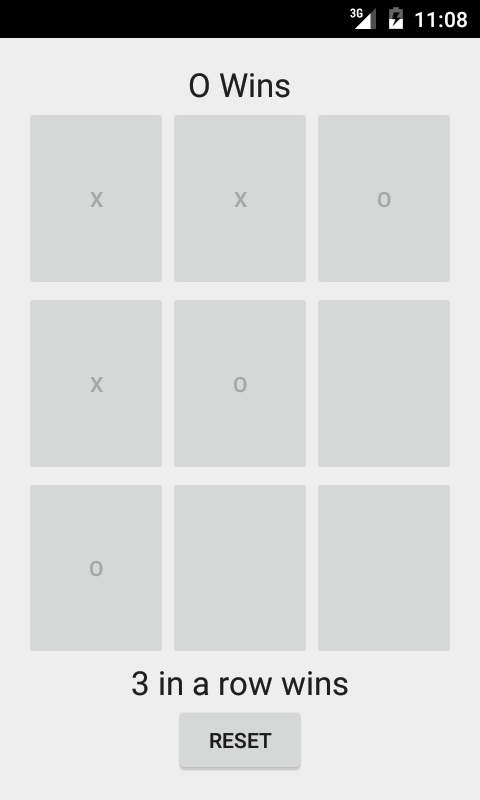 3G 11:08
O Wins
X X O
X O
O
3 in a row wins
RESET